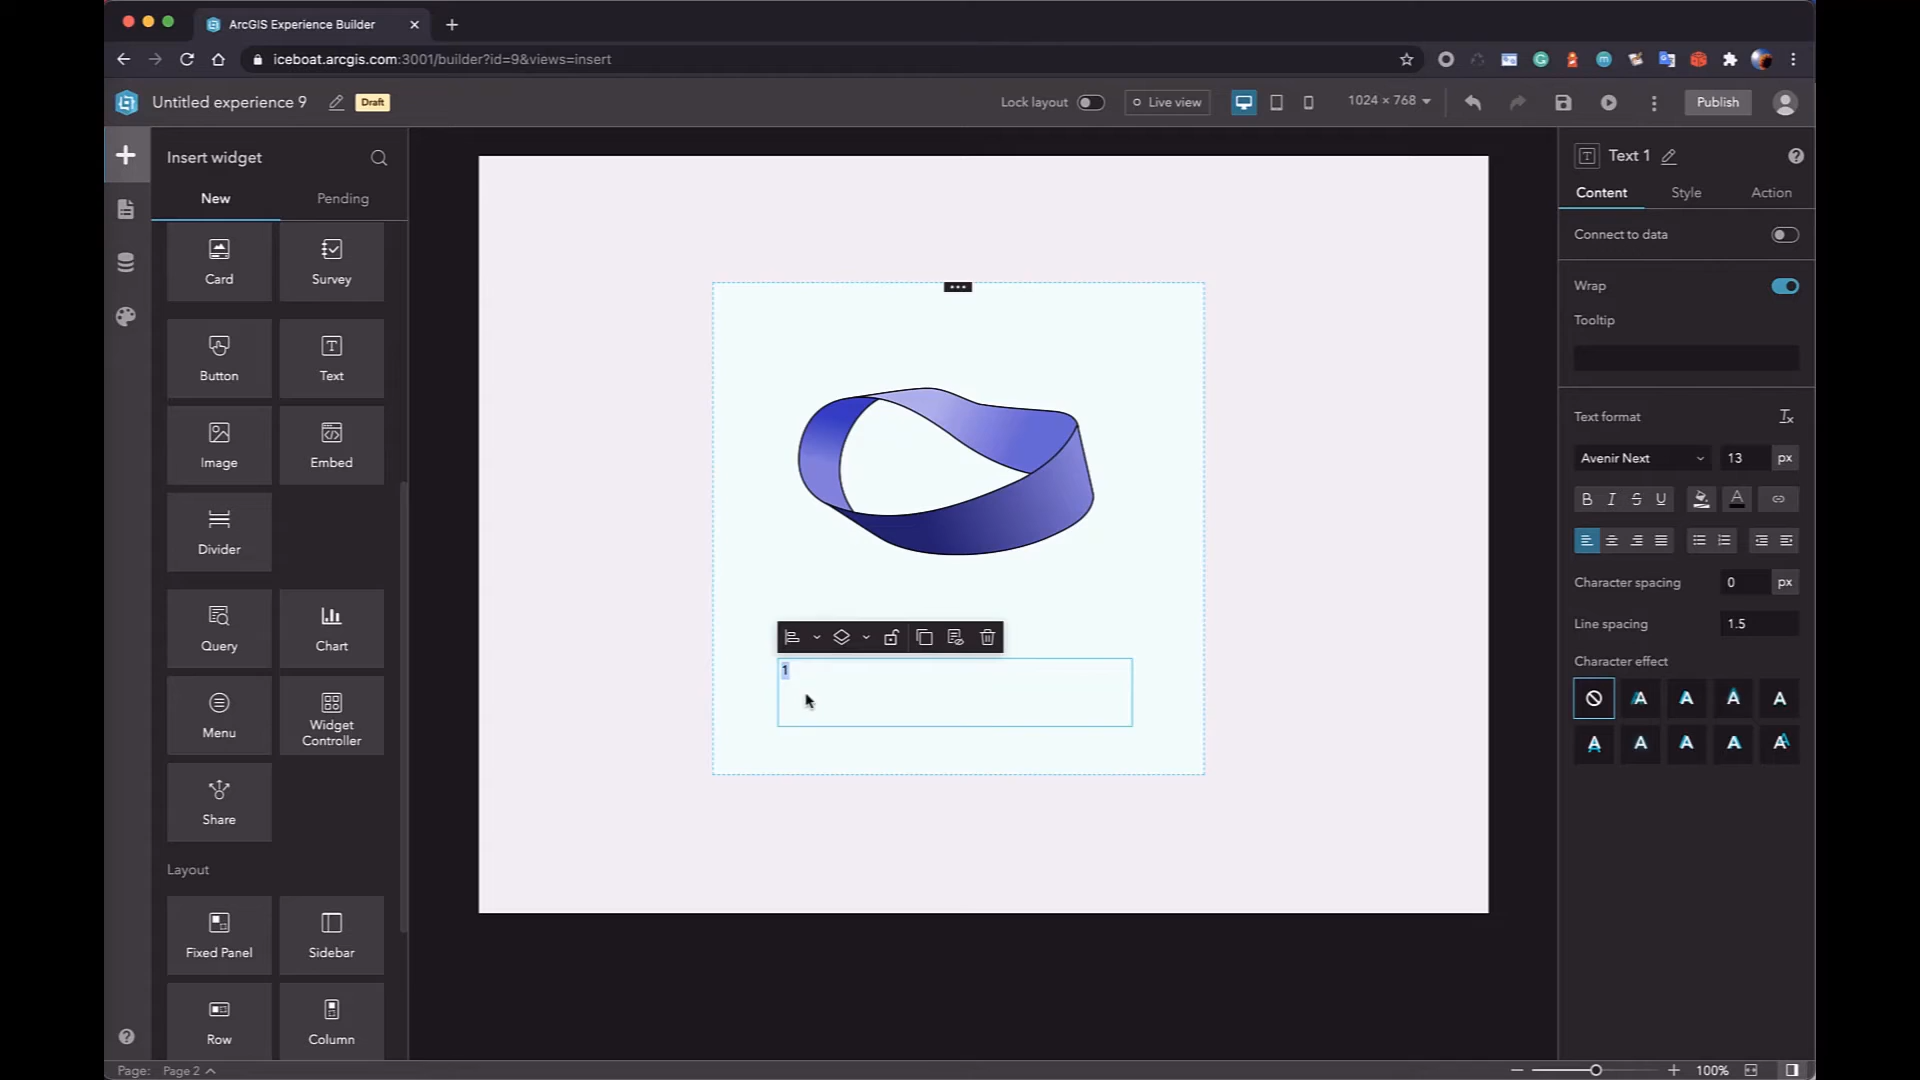 ArcGIS Experience Builder
iceboat.arcgis.com:3001/builder?id=9&views=insert
Untitled experience 9
Draft
Lock layout
Live view
1024 × 768
Publish
Insert widget
New
Pending
Card
Survey
Button
Text
Image
Embed
Divider
Query
Chart
Menu
Widget
Controller
Share
Layout
Fixed Panel
Sidebar
Row
Column
Page:
Page 2
1
Text 1
Content
Style
Action
Connect to data
Wrap
Tooltip
Text format
Avenir Next
13
px
B I S U
A
Character spacing
0
px
Line spacing
1.5
Character effect
A A A A
A A A A A
100%